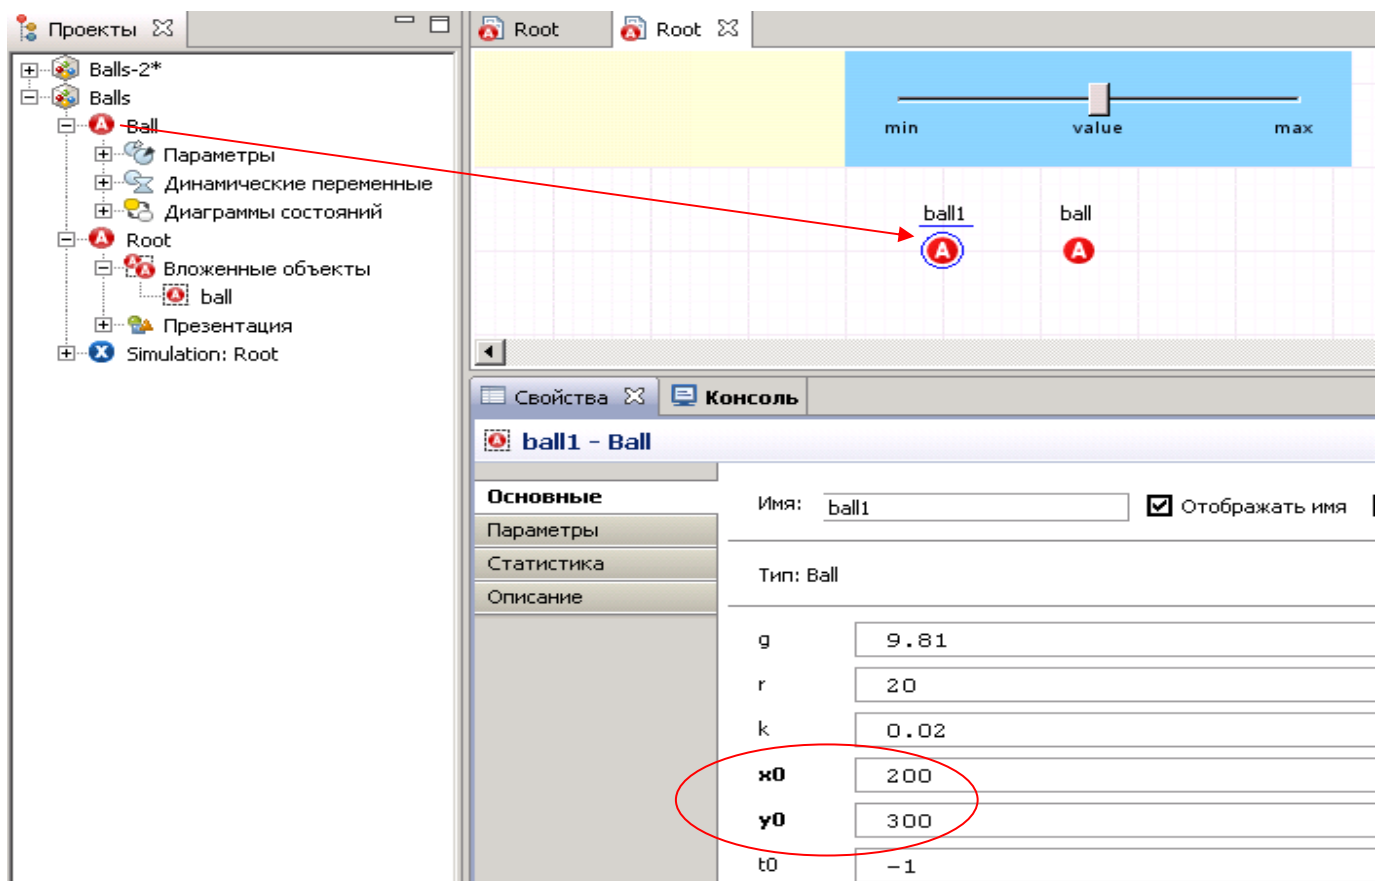 Проекты
Balls-2*
Balls
Ball
Параметры
Динамические переменные
Диаграммы состояний
Root
Вложенные объекты
ball
Презентация
Simulation: Root
Root
Root
min
value
max
ball1
ball
Свойства
Консоль
ball1 - Ball
Основные
Параметры
Статистика
Описание
Имя: ball1
Отображать имя
Тип: Ball
g 9.81
r 20
k 0.02
x0 200
y0 300
t0 -1